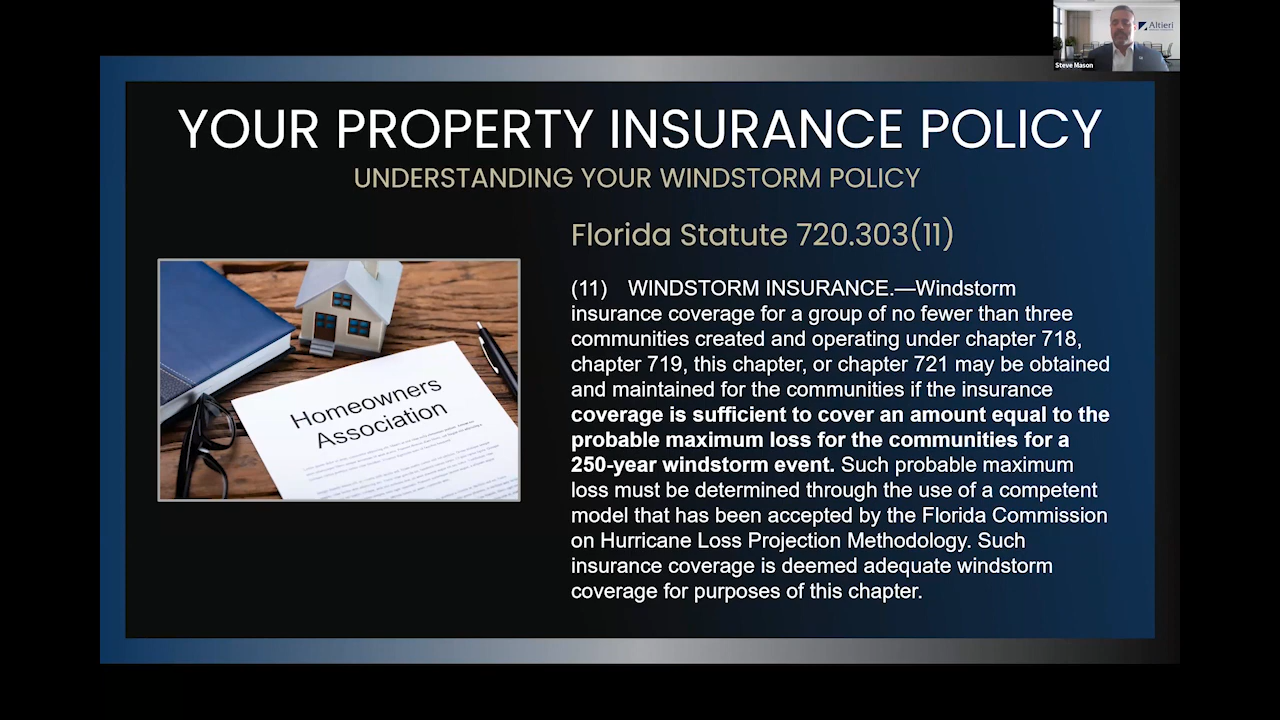 Altieri
Steve Mason
YOUR PROPERTY INSURANCE POLICY
UNDERSTANDING YOUR WINDSTORM POLICY
Florida Statute 720.303(11)
(11) WINDSTORM INSURANCE.—Windstorm
insurance coverage for a group of no fewer than three
communities created and operating under chapter 718,
chapter 719, this chapter, or chapter 721 may be obtained
and maintained for the communities if the insurance
coverage is sufficient to cover an amount equal to the
probable maximum loss for the communities for a
250-year windstorm event. Such probable maximum
loss must be determined through the use of a competent
model that has been accepted by the Florida Commission
on Hurricane Loss Projection Methodology. Such
insurance coverage is deemed adequate windstorm
coverage for purposes of this chapter.
Homeowners
Association